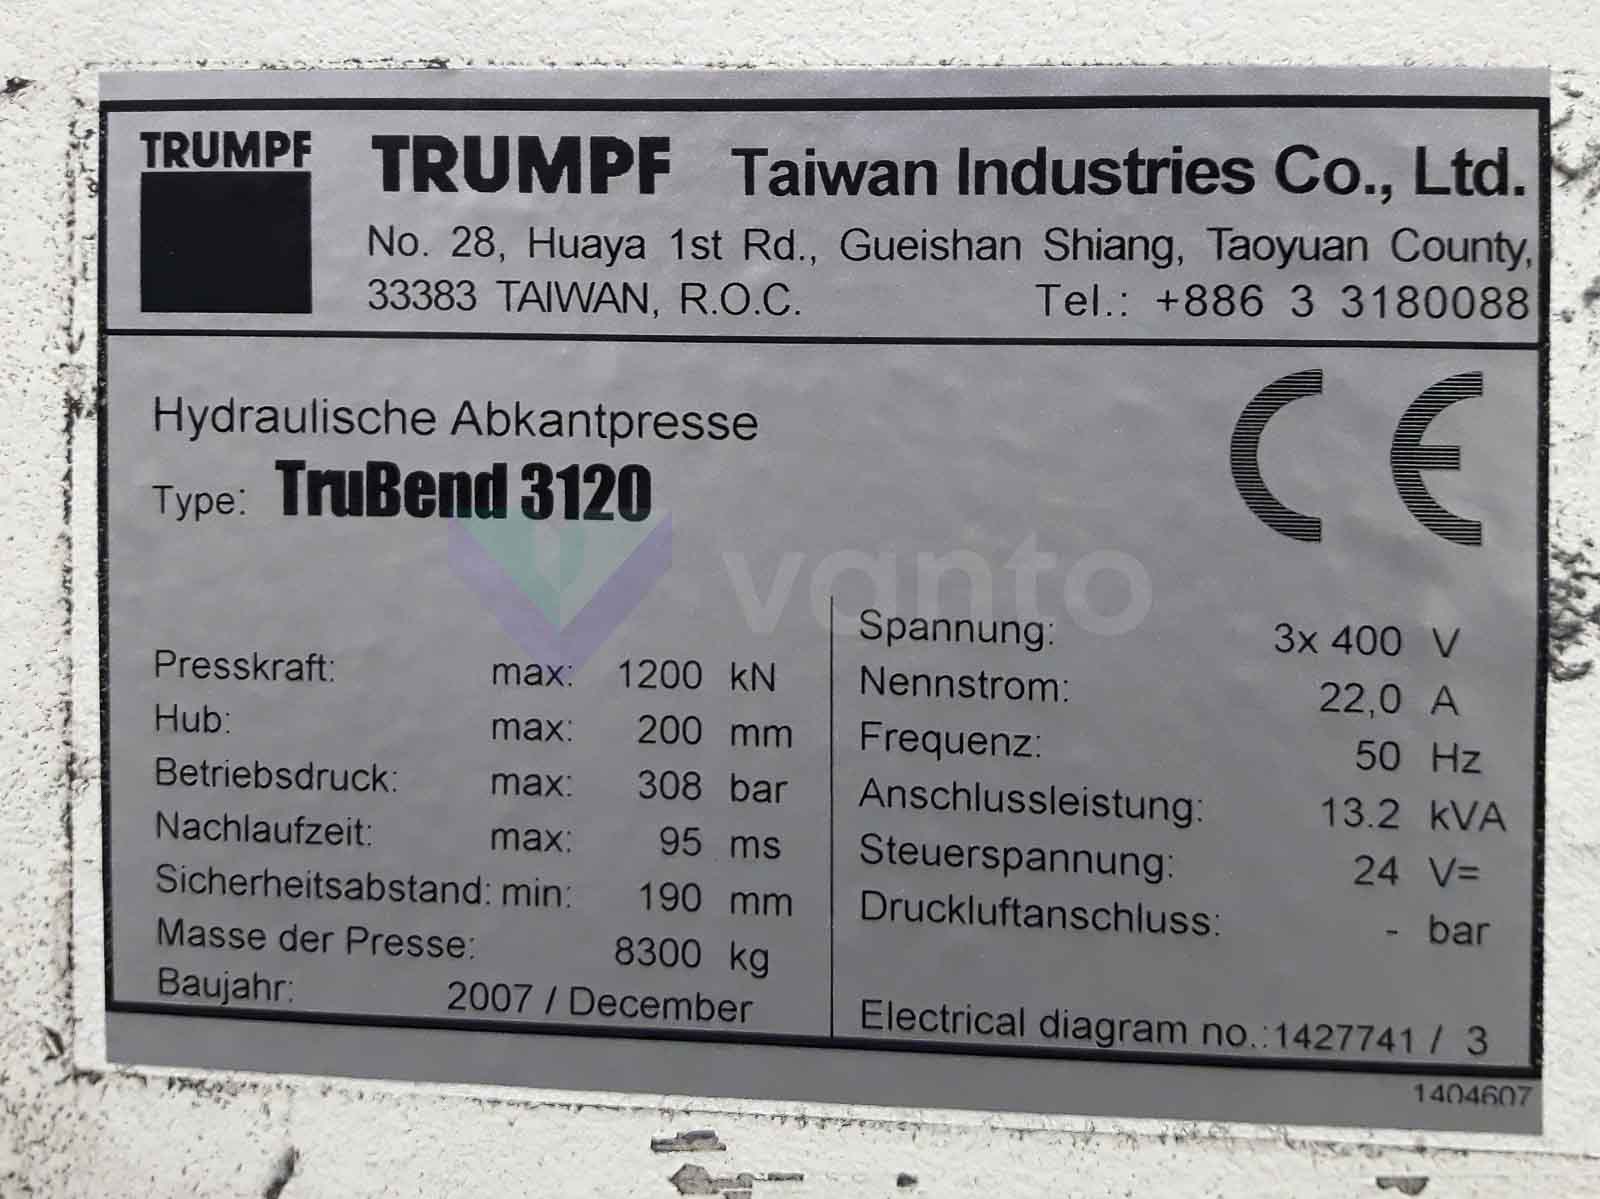 TRUMPF
TRUMPF Taiwan Industries Co., Ltd.
No. 28, Huaya 1st Rd., Gueishan Shiang, Taoyuan County,
33383 TAIWAN, R.O.C. Tel.: +886 3 3180088
CE
Hydraulische Abkantpresse
Type: TruBend 3120
vanto
Presskraft: max: 1200 kN
Hub: max: 200 mm
Betriebsdruck: max: 308 bar
Nachlaufzeit: max: 95 ms
Sicherheitsabstand: min: 190 mm
Masse der Presse: 8300 kg
Baujahr: 2007 / December
Spannung: 3x 400 V
Nennstrom: 22,0 A
Frequenz: 50 Hz
Anschlussleistung: 13.2 kVA
Steuerspannung: 24 V=
Druckluftanschluss: - bar
Electrical diagram no.:1427741 / 3
1404607